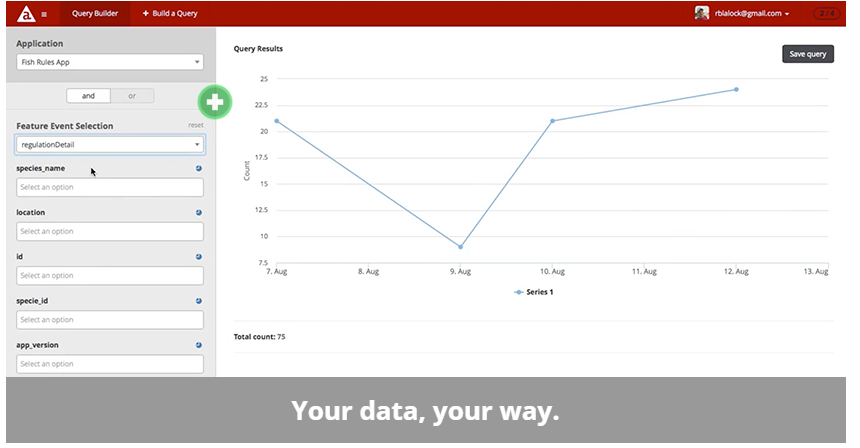 Query Builder
+ Build a Query
rblalock@gmail.com
2 / 4
Application
Fish Rules App
and
or
Feature Event Selection
reset
regulationDetail
species_name
Select an option
location
Select an option
id
Select an option
specie_id
Select an option
app_version
Select an option
Query Results
Save query
Count
25
22.5
20
17.5
15
12.5
10
7.5
7. Aug
8. Aug
9. Aug
10. Aug
11. Aug
12. Aug
13. Aug
Series 1
Total count: 75
Your data, your way.